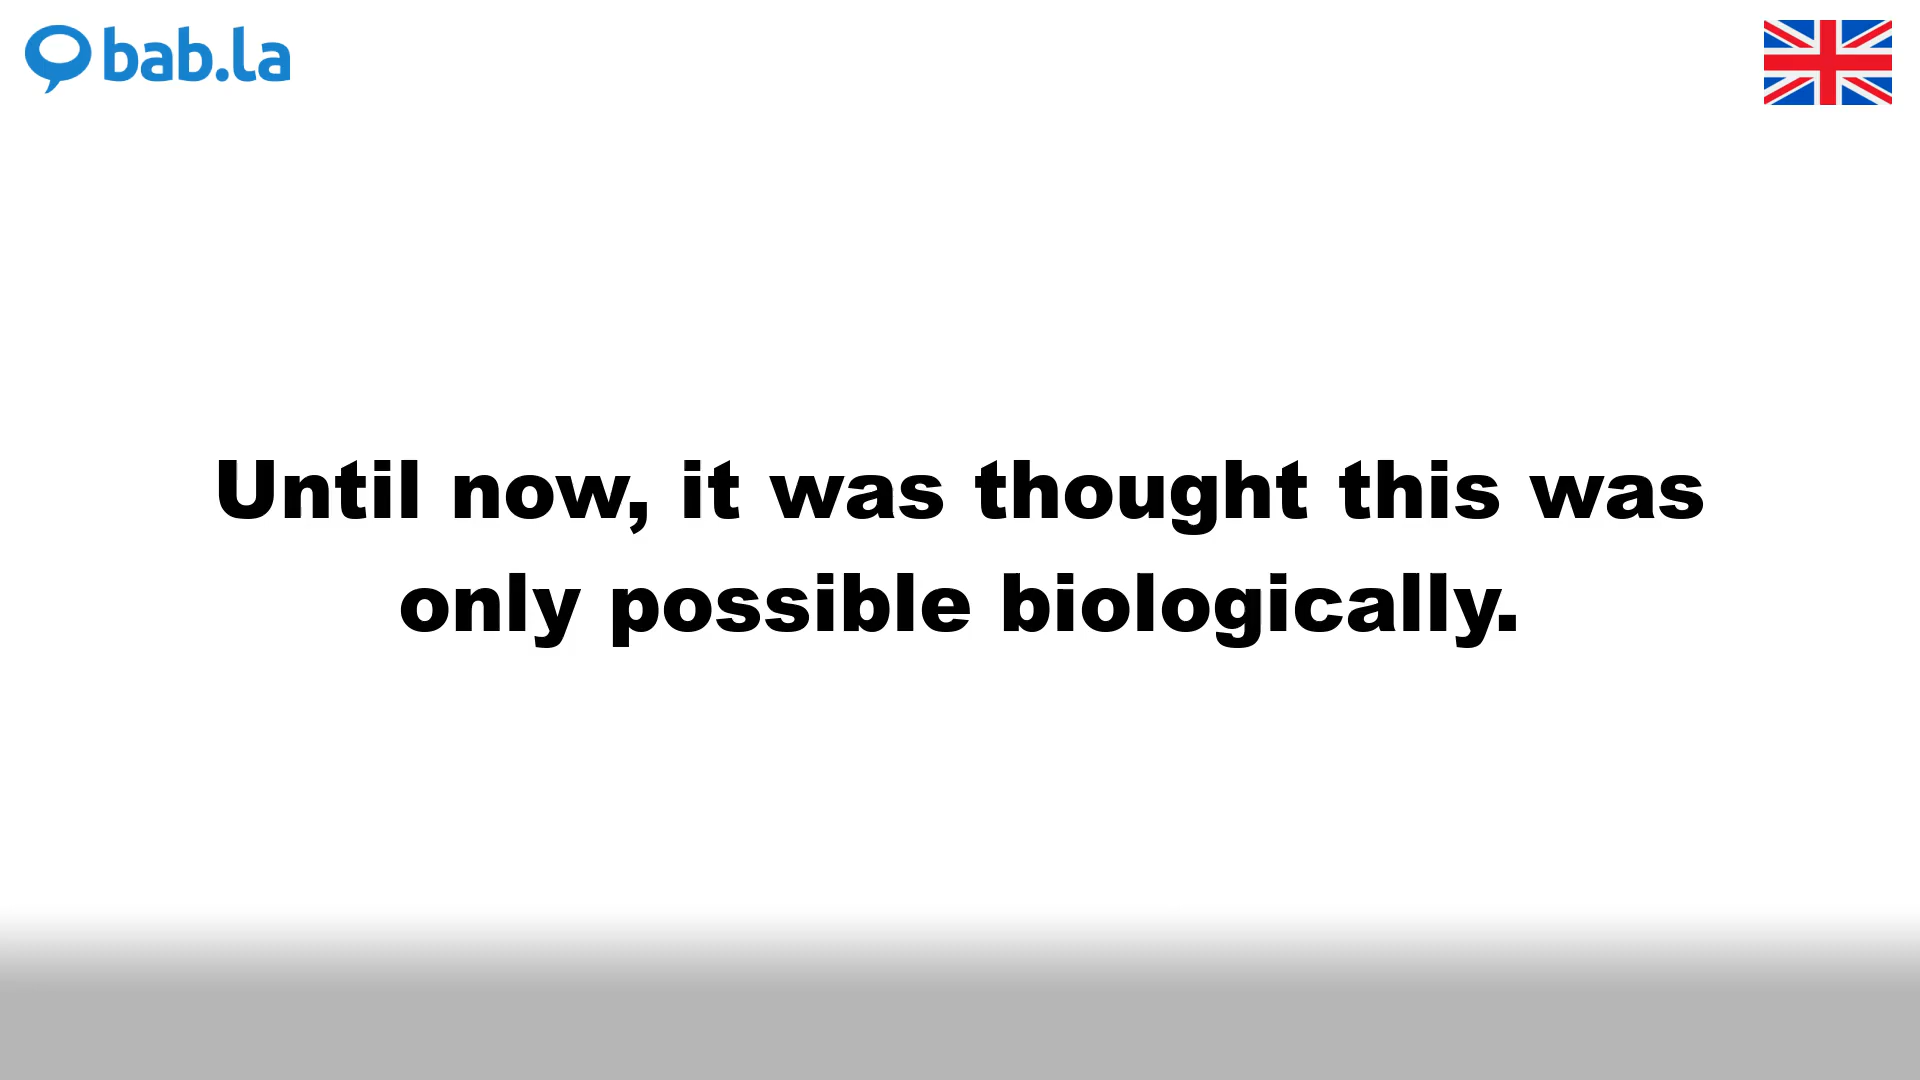 bab.la
Until now, it was thought this was
only possible biologically.